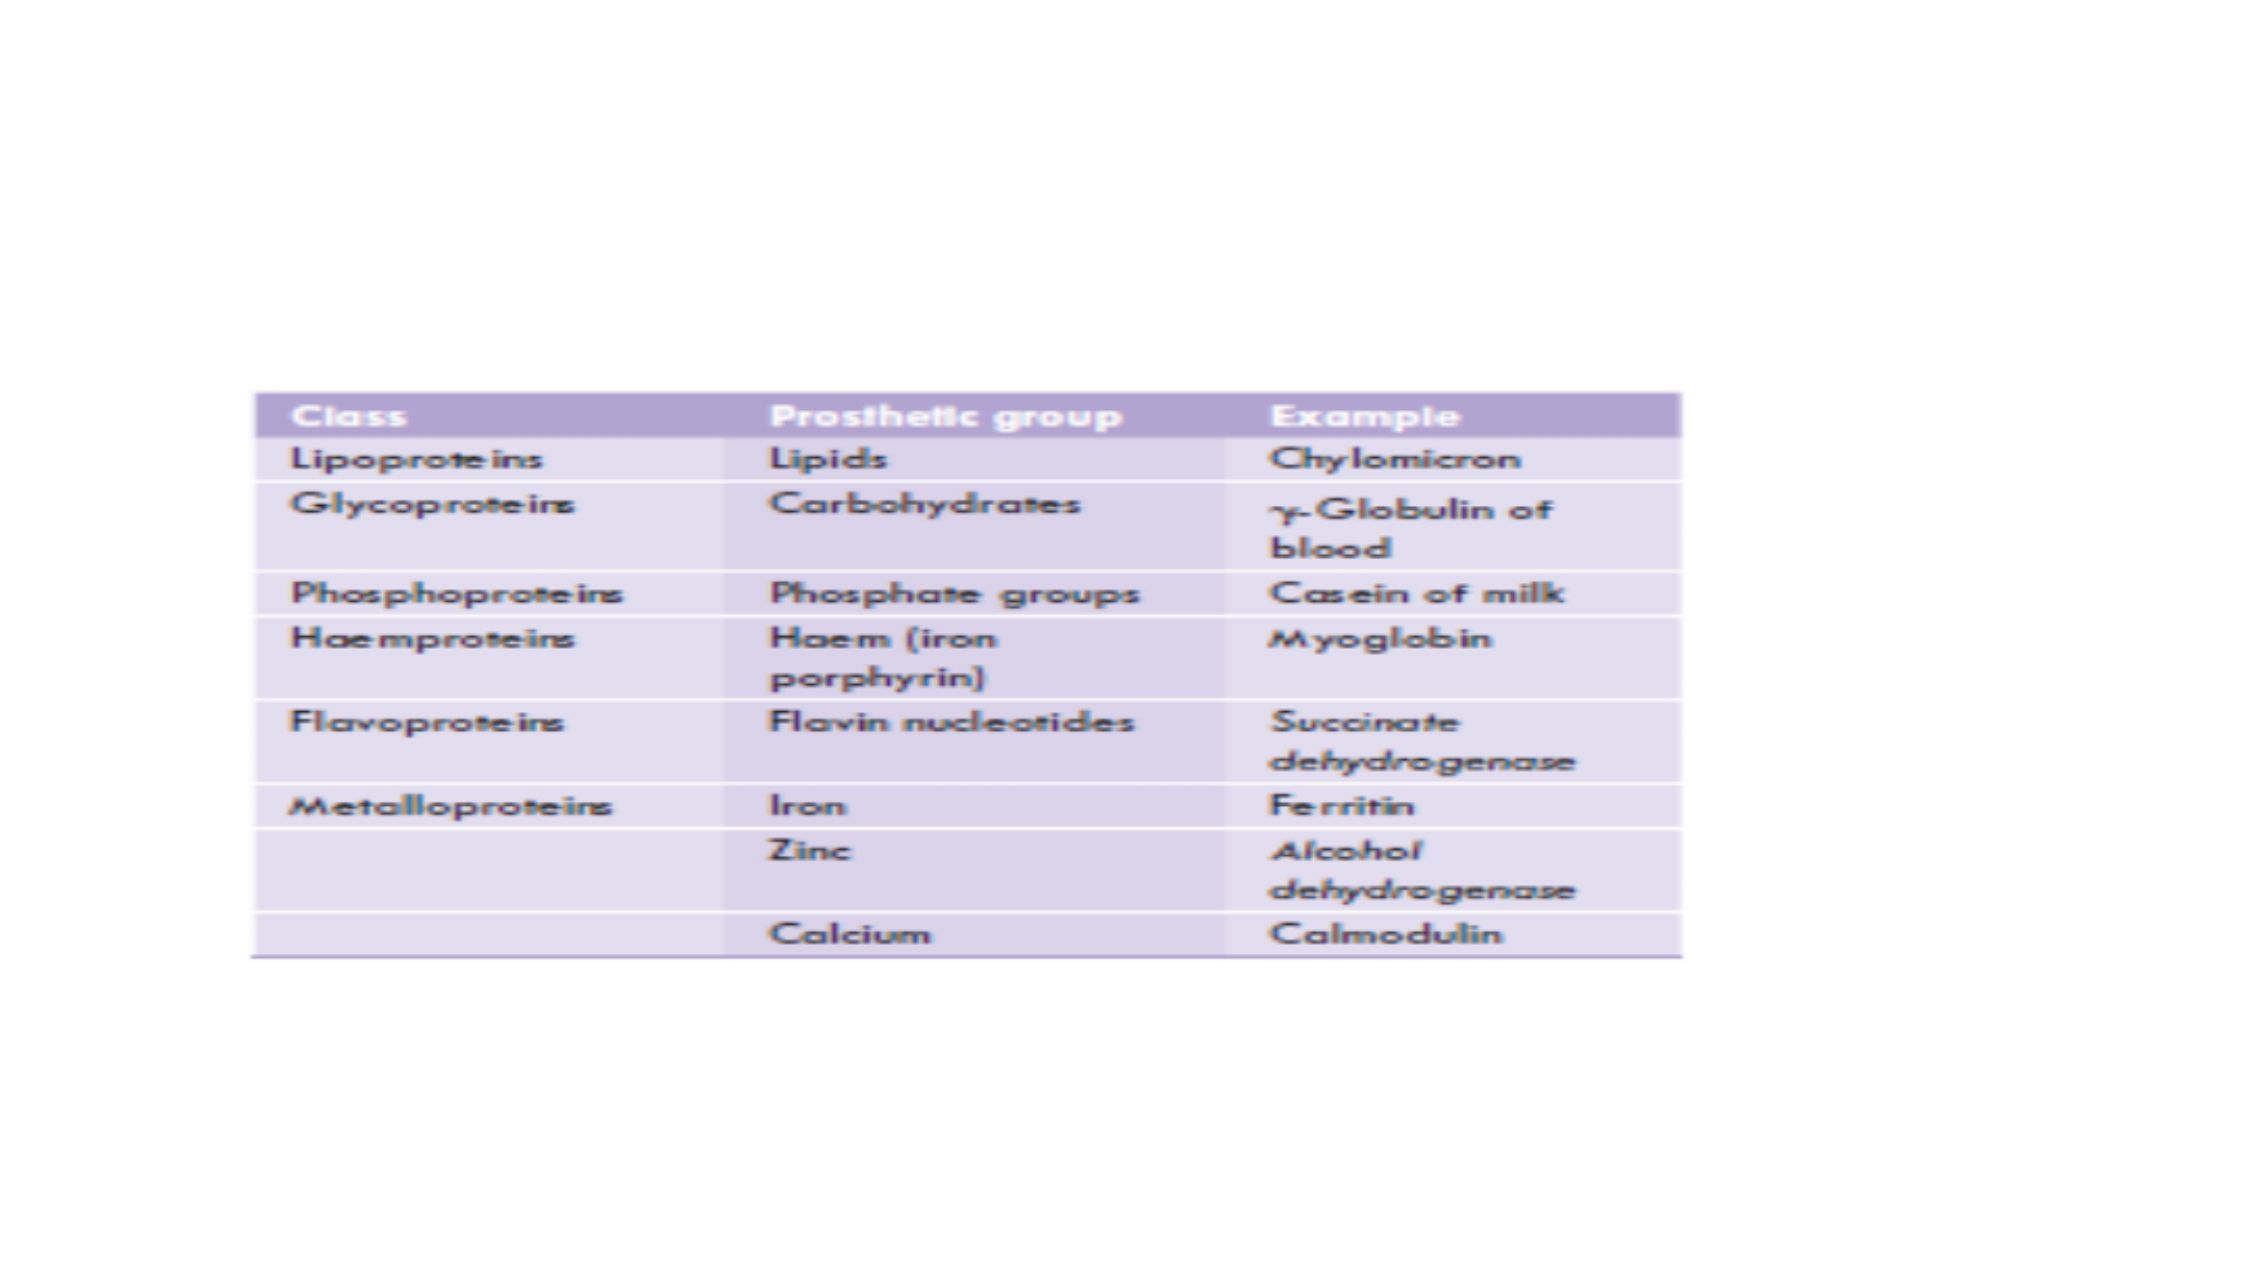 Class Prosthetic group Example
Lipoproteins Lipids Chylomicron
Glycoproteins Carbohydrates γ-Globulin of
blood
Phosphoproteins Phosphate groups Casein of milk
Haemproteins Haem (iron Myoglobin
porphyrin)
Flavoproteins Flavin nucleotides Succinate
dehydrogenase
Metalloproteins Iron Ferritin
Zinc Alcohol
dehydrogenase
Calcium Calmodulin